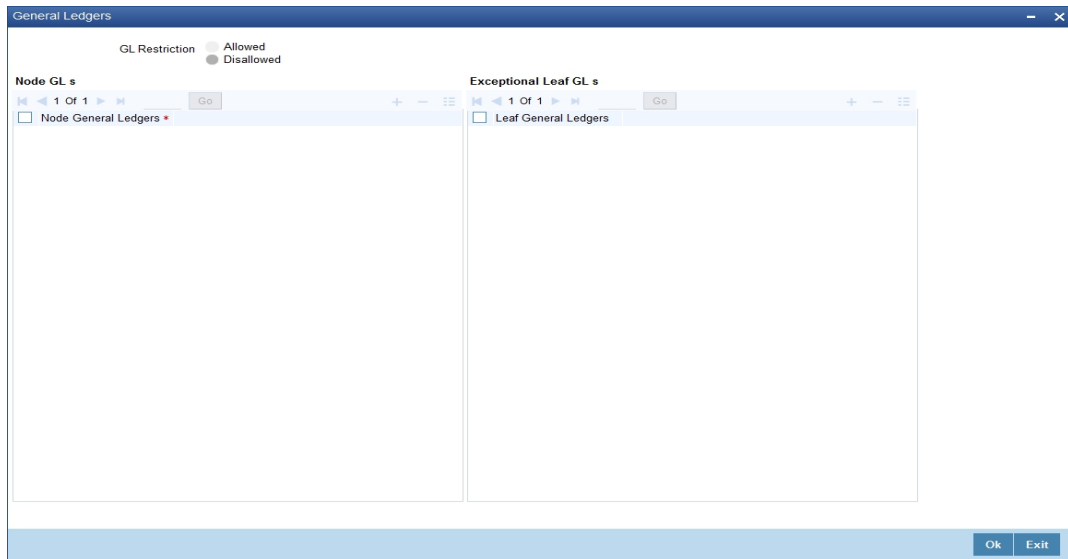 General Ledgers
GL Restriction Allowed
Disallowed
Node GL s
1 Of 1 Go
Node General Ledgers *
Exceptional Leaf GL s
1 Of 1 Go
Leaf General Ledgers
Ok Exit